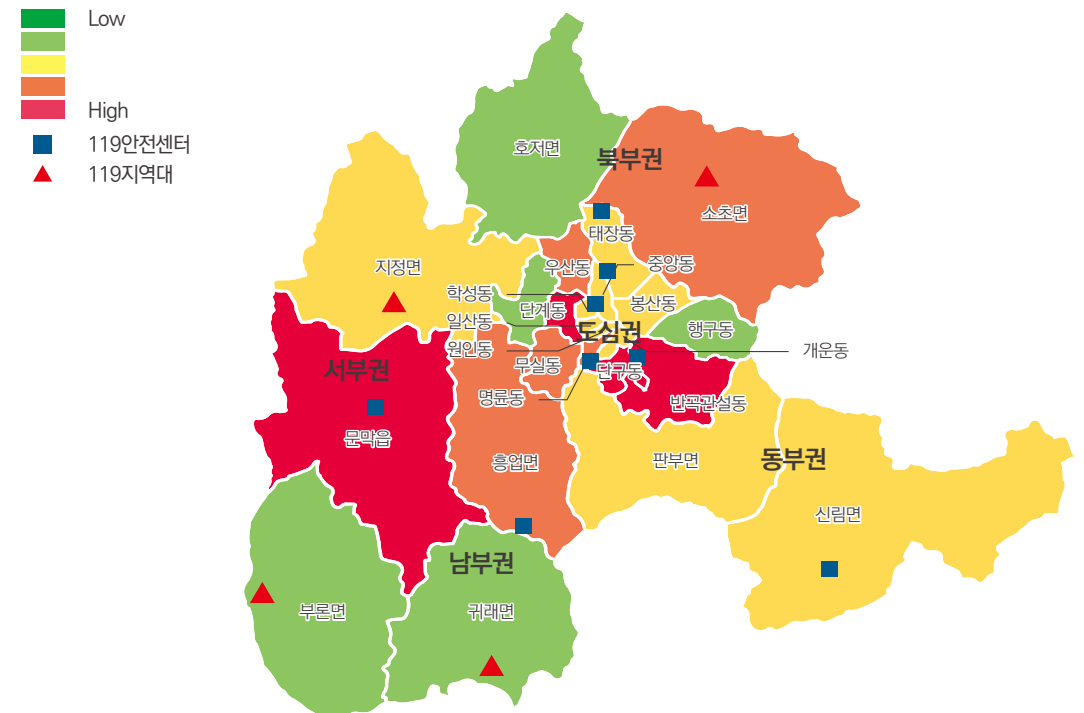 Low
High
119안전센터
119지역대
호저면
북부권
소초면
태장동
지정면
우산동
중앙동
학성동
단계동
봉산동
일산동
도심권
행구동
원인동
개운동
서부권
무실동
단구동
명륜동
반곡관설동
문막읍
흥업면
판부면
동부권
신림면
남부권
부론면
귀래면